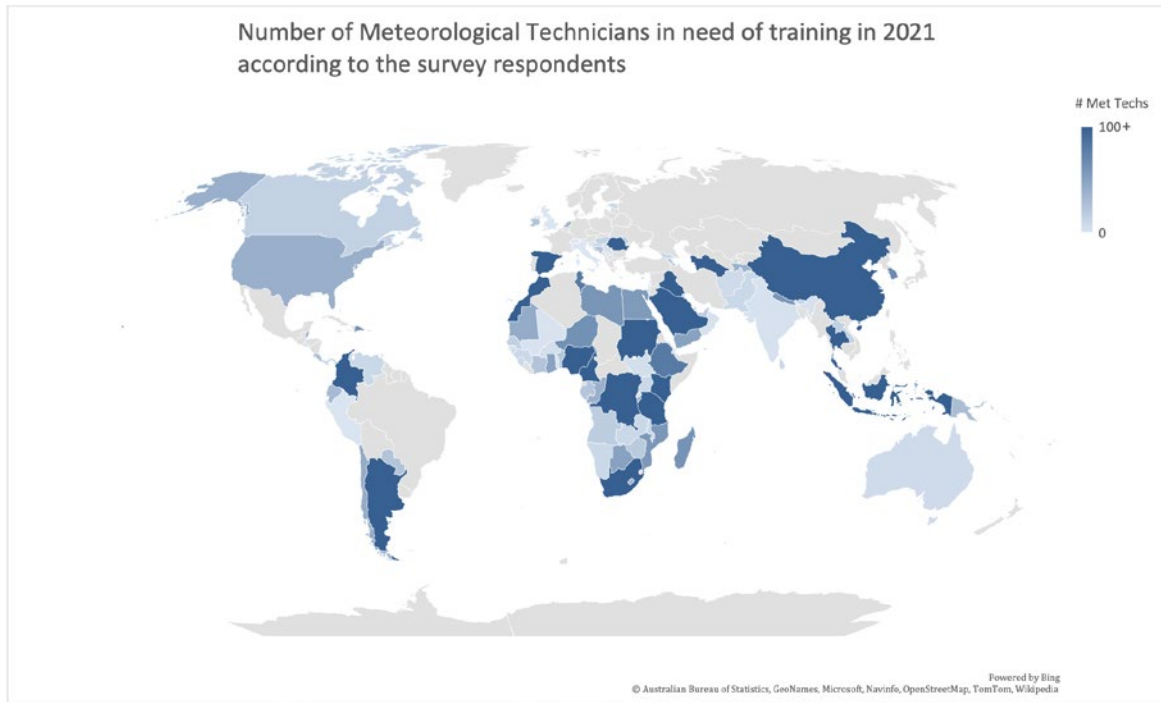 Number of Meteorological Technicians in need of training in 2021
according to the survey respondents
# Met Techs
100+
0
Powered by Bing
© Australian Bureau of Statistics, GeoNames, Microsoft, Navinfo, OpenStreetMap, TomTom, Wikipedia